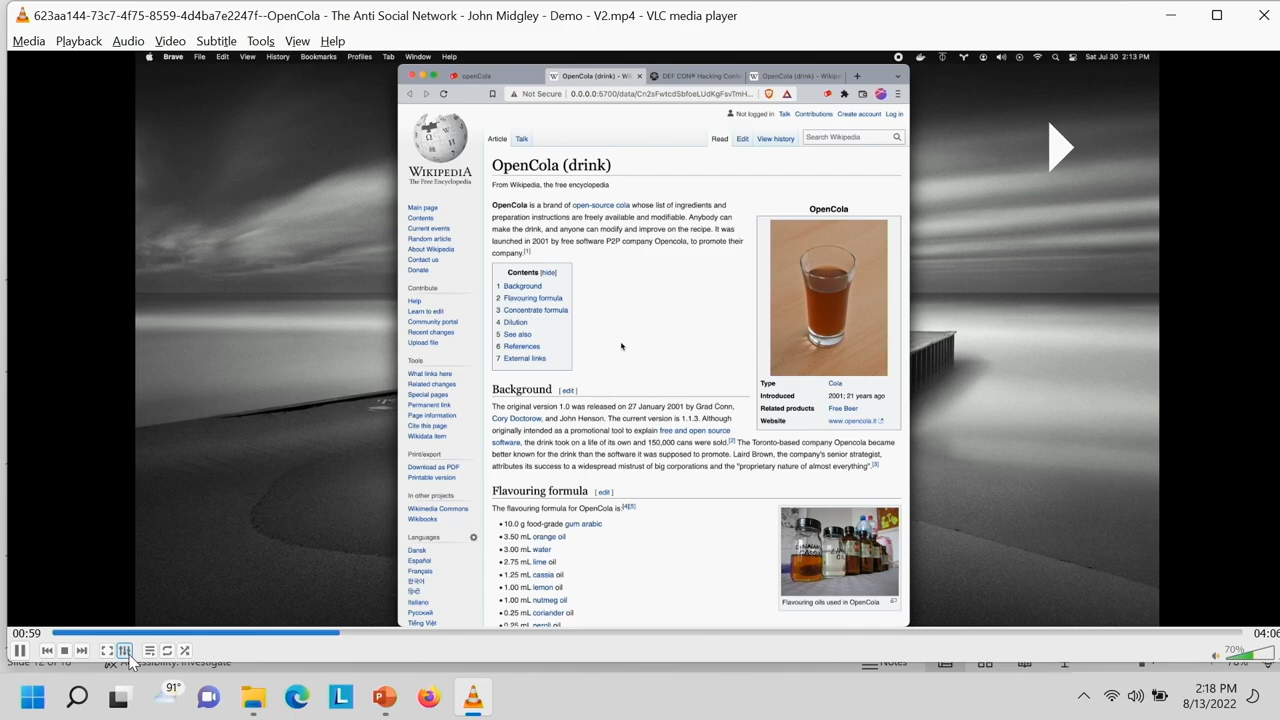 623aa144-73c7-4f75-8559-4d4ba7e2247f--OpenCola - The Anti Social Network - John Midgley - Demo - V2.mp4 - VLC media player
Media Playback Audio Video Subtitle Tools View Help
Brave File Edit View History Bookmarks Profiles Tab Window Help
Sat Jul 30 2:13 PM
openCola
OpenCola (drink) - Wi
DEF CON® Hacking Conf
OpenCola (drink) - Wikip
Not Secure 0.0.0.0:5700/data/Cn2sFwtcdSbfoeLUdKgFsvTmH...
Not logged in Talk Contributions Create account Log in
WIKIPEDIA
The Free Encyclopedia
Article Talk
Read Edit View history
Search Wikipedia
OpenCola (drink)
From Wikipedia, the free encyclopedia
Main page
Contents
Current events
Random article
About Wikipedia
Contact us
Donate
Contribute
Help
Learn to edit
Community portal
Recent changes
Upload file
Tools
What links here
Related changes
Special pages
Permanent link
Page information
Cite this page
Wikidata item
Print/export
Download as PDF
Printable version
In other projects
Wikimedia Commons
Wikibooks
Languages
Dansk
Español
Français
한국어
हिन्दी
Italiano
Русский
Tiếng Việt
OpenCola is a brand of open-source cola whose list of ingredients and
preparation instructions are freely available and modifiable. Anybody can
make the drink, and anyone can modify and improve on the recipe. It was
launched in 2001 by free software P2P company Opencola, to promote their
company.[1]
Contents [hide]
1 Background
2 Flavouring formula
3 Concentrate formula
4 Dilution
5 See also
6 References
7 External links
OpenCola
Type Cola
Introduced 2001; 21 years ago
Related products Free Beer
Website www.opencola.it
Background [ edit ]
The original version 1.0 was released on 27 January 2001 by Grad Conn,
Cory Doctorow, and John Henson. The current version is 1.1.3. Although
originally intended as a promotional tool to explain free and open source
software, the drink took on a life of its own and 150,000 cans were sold.[2] The Toronto-based company Opencola became
better known for the drink than the software it was supposed to promote. Laird Brown, the company's senior strategist,
attributes its success to a widespread mistrust of big corporations and the "proprietary nature of almost everything".[3]
Flavouring formula [ edit ]
The flavouring formula for OpenCola is:[4][5]
• 10.0 g food-grade gum arabic
• 3.50 mL orange oil
• 3.00 mL water
• 2.75 mL lime oil
• 1.25 mL cassia oil
• 1.00 mL lemon oil
• 1.00 mL nutmeg oil
• 0.25 mL coriander oil
• 0.25 mL neroli oil
Flavouring oils used in OpenCola
00:59
04:06
70%
Accessibility: Investigate
Notes
91°
L
2:18 PM
8/13/2022